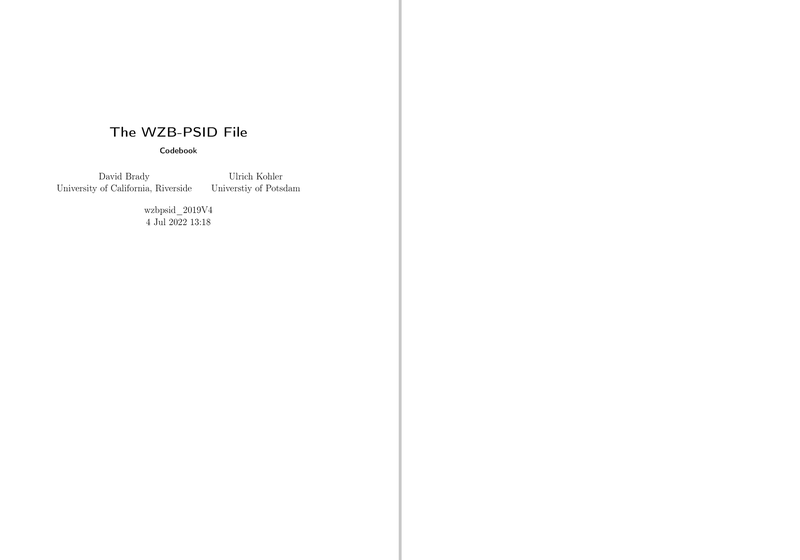 The WZB-PSID File
Codebook
David Brady
University of California, Riverside
Ulrich Kohler
Universtiy of Potsdam
wzbpsid_2019V4
4 Jul 2022 13:18